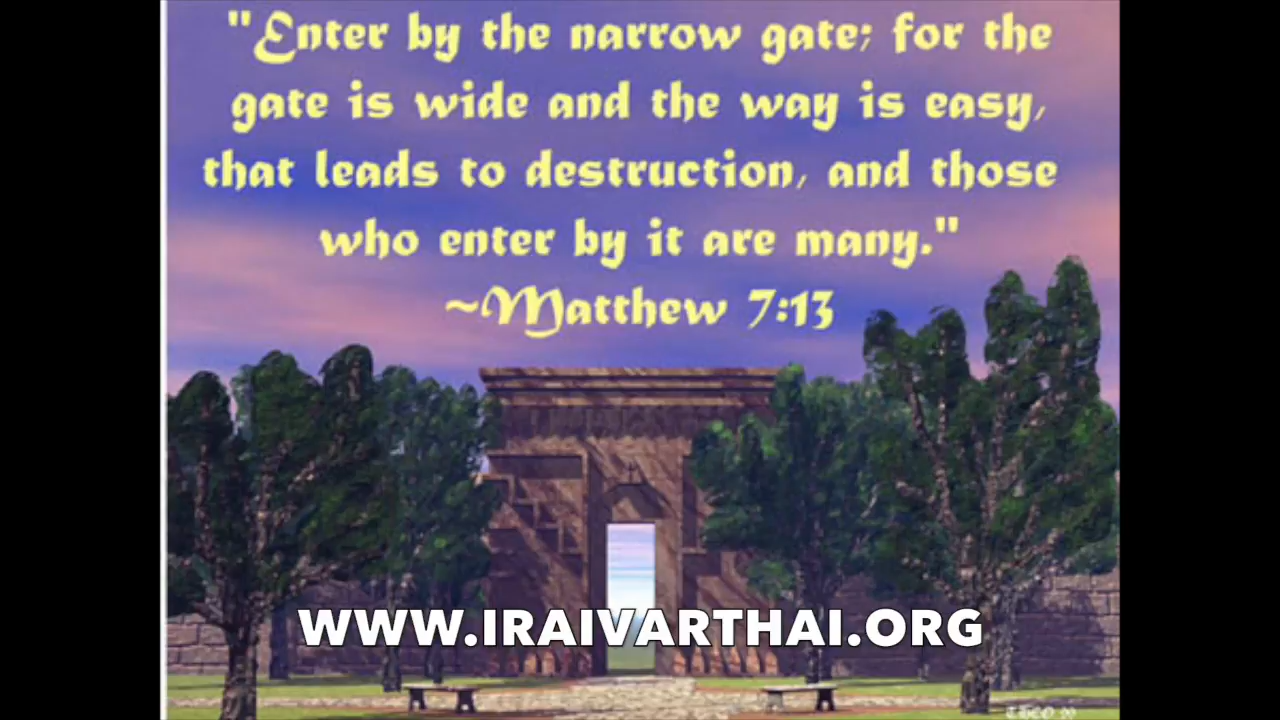 "Enter by the narrow gate; for the
gate is wide and the way is easy,
that leads to destruction, and those
who enter by it are many."
~Matthew 7:13
WWW.IRAIVARTHAI.ORG